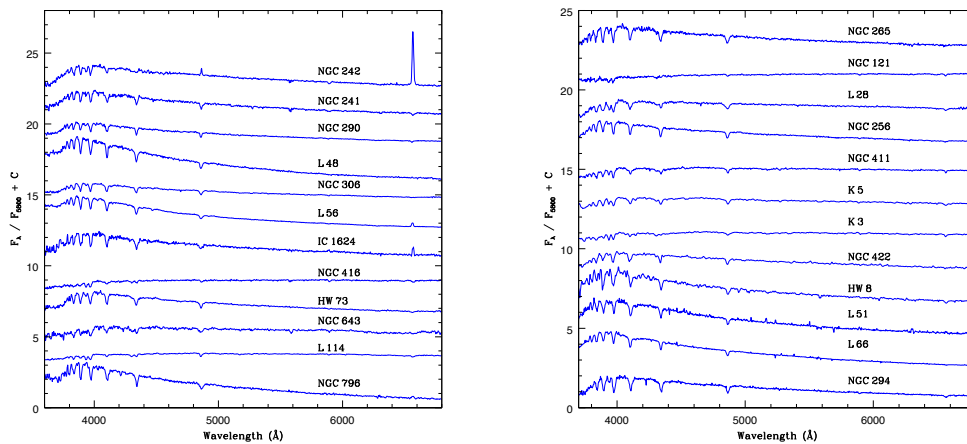 25
20
15
10
5
0
F_λ / F_5800 + C
NGC 242
NGC 241
NGC 290
L 48
NGC 306
L 56
IC 1624
NGC 416
HW 73
NGC 643
L 114
NGC 796
4000 5000 6000
Wavelength (Å)
25
20
15
10
5
0
F_λ / F_5800 + C
NGC 265
NGC 121
L 28
NGC 256
NGC 411
K 5
K 3
NGC 422
HW 8
L 51
L 66
NGC 294
4000 5000 6000
Wavelength (Å)